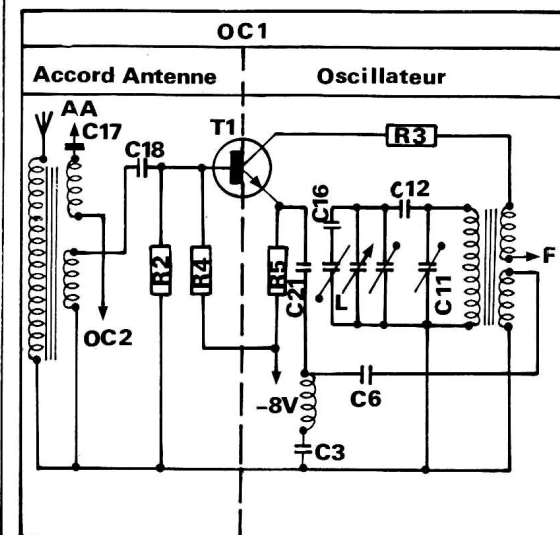 OC1
Accord Antenne Oscillateur
AA
C17
T1
C18
R3
C16
C12
R2
R4
R5
C21
L
C11
F
OC2
-8V
C6
C3